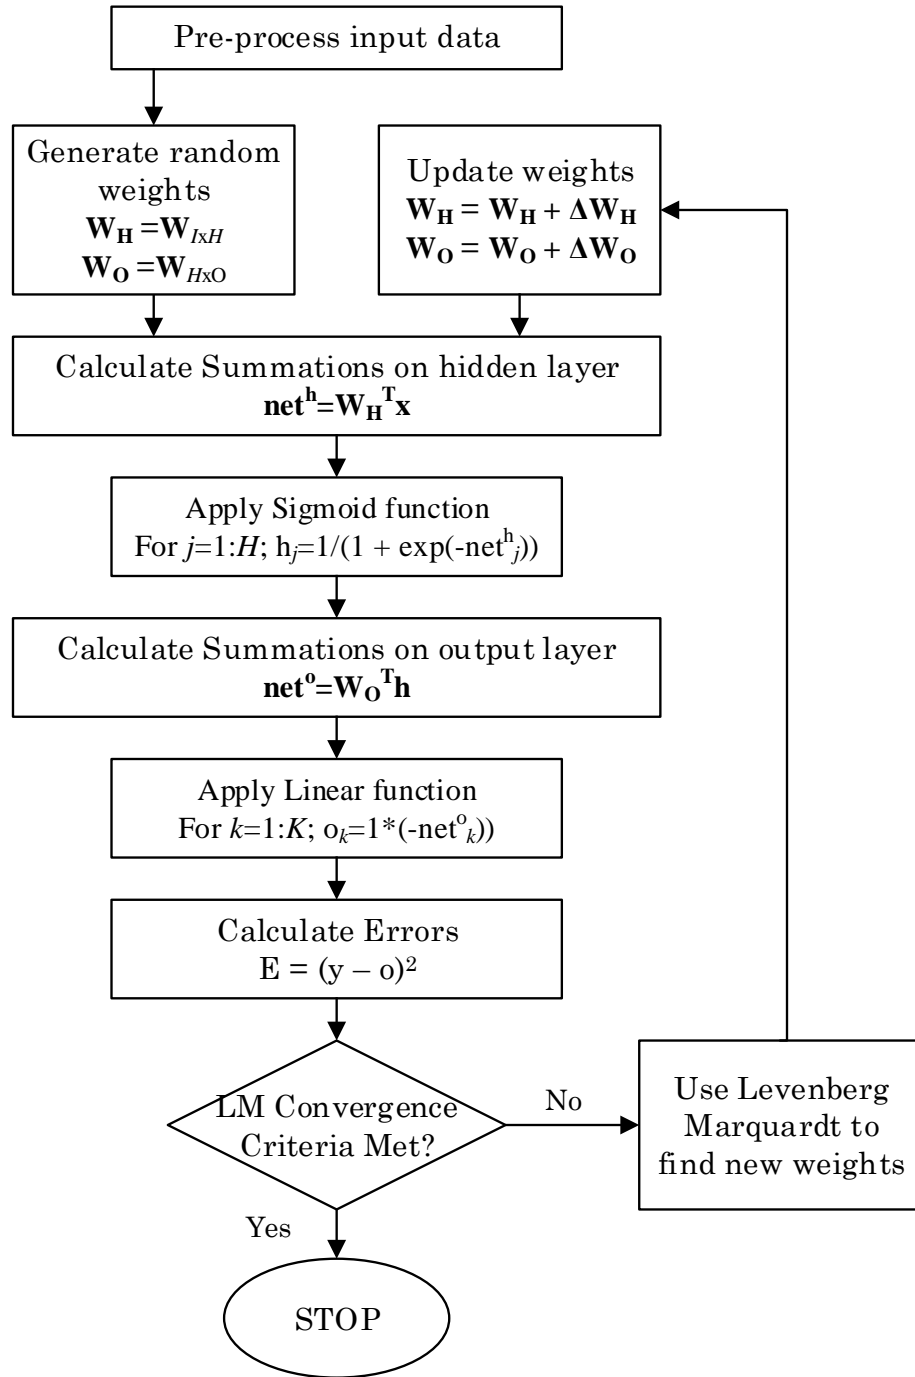 Pre-process input data
Generate random
weights
W_H =W_IxH
W_O =W_HxO
Update weights
W_H = W_H + ΔW_H
W_O = W_O + ΔW_O
Calculate Summations on hidden layer
net^h=W_H^T x
Apply Sigmoid function
For j=1:H; h_j=1/(1 + exp(-net^h_j))
Calculate Summations on output layer
net^o=W_O^T h
Apply Linear function
For k=1:K; o_k=1*(-net^o_k))
Calculate Errors
E = (y – o)²
LM Convergence
Criteria Met?
No
Use Levenberg
Marquardt to
find new weights
Yes
STOP